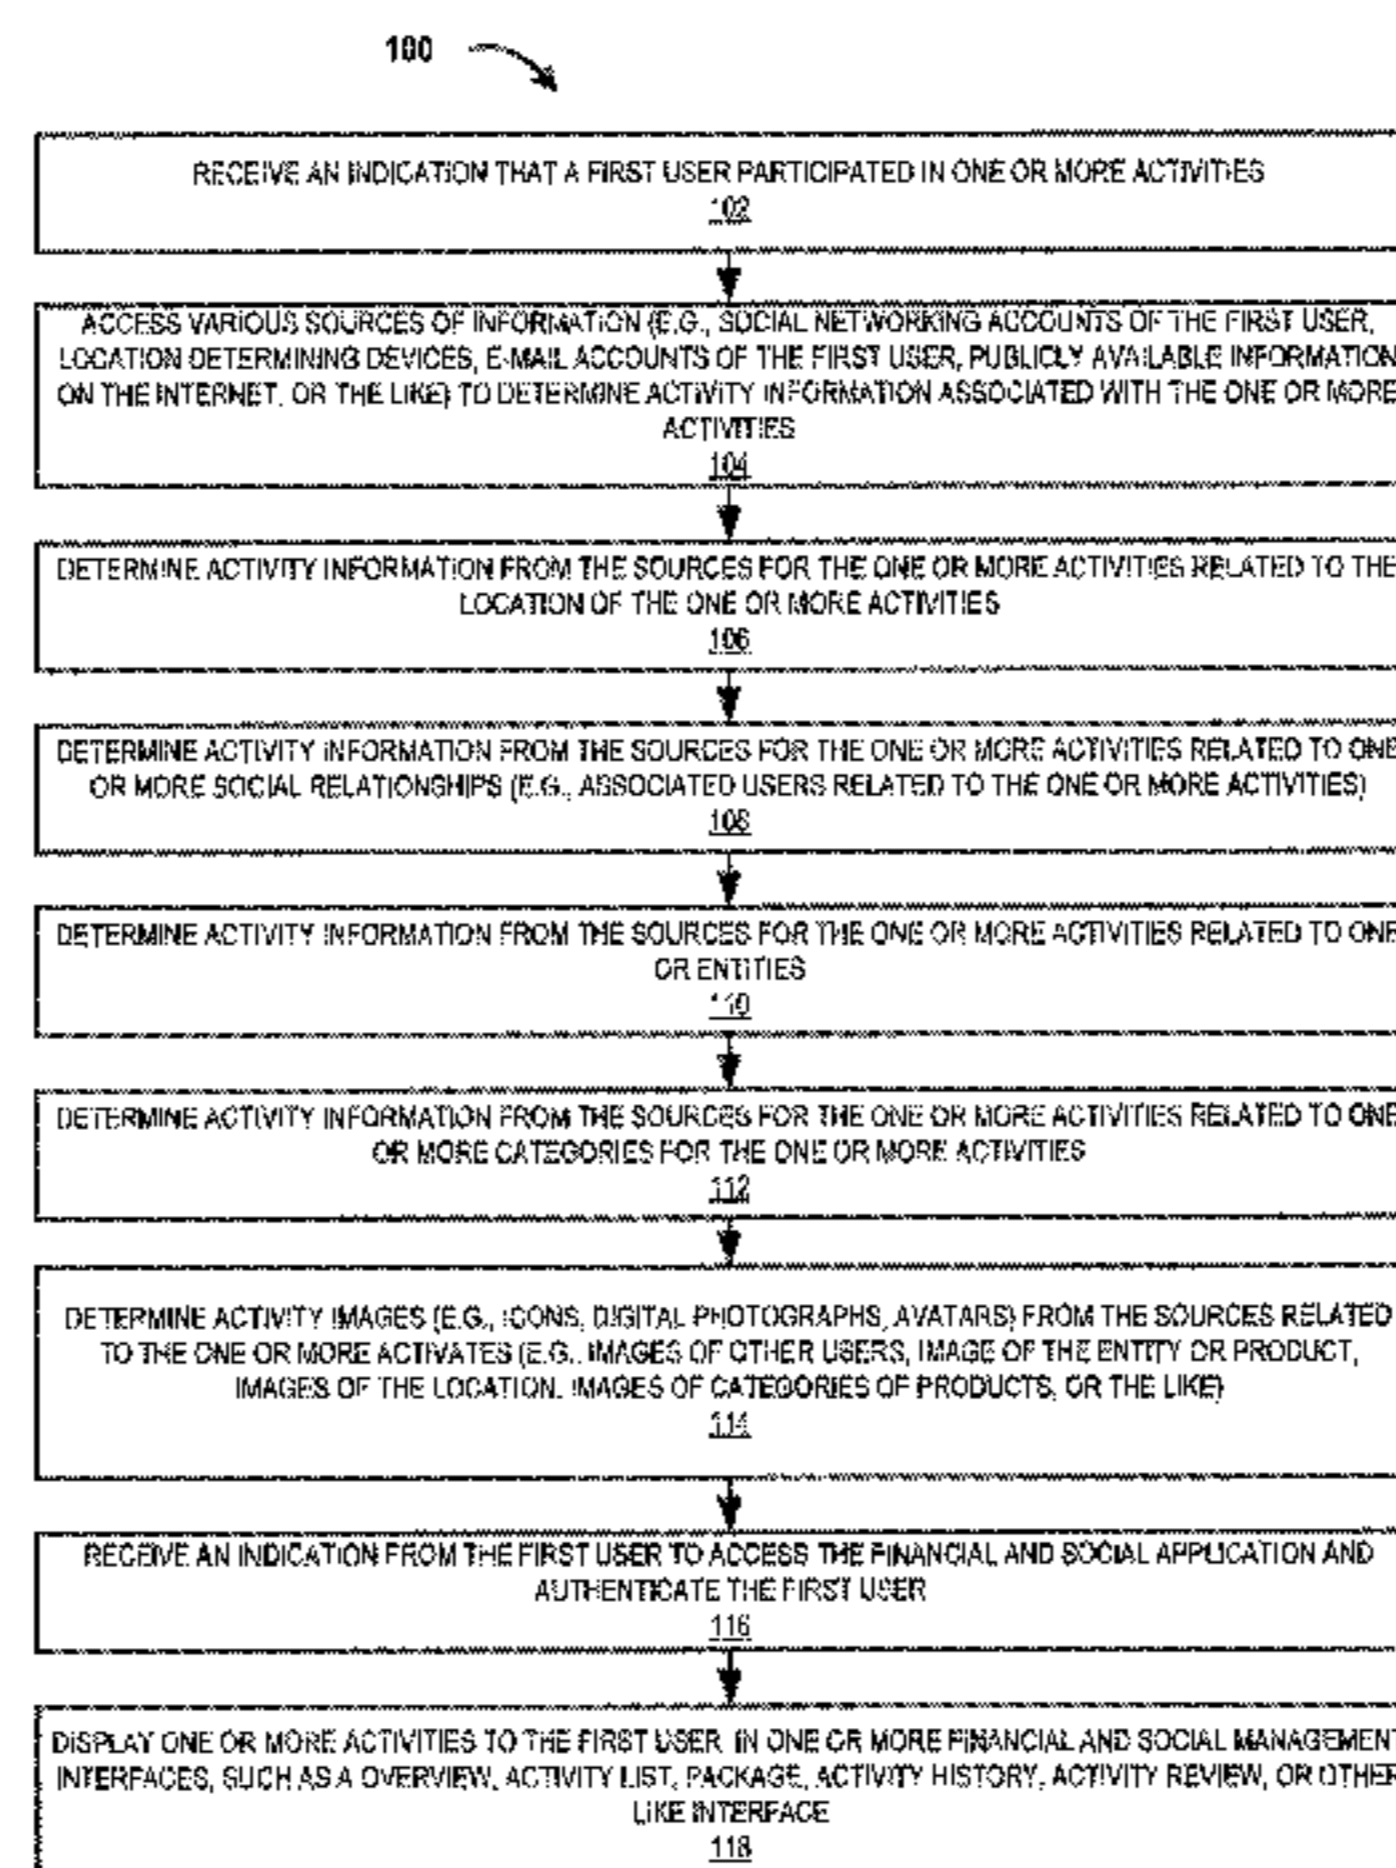 100
RECEIVE AN INDICATION THAT A FIRST USER PARTICIPATED IN ONE OR MORE ACTIVITIES
102
ACCESS VARIOUS SOURCES OF INFORMATION (E.G., SOCIAL NETWORKING ACCOUNTS OF THE FIRST USER,
LOCATION DETERMINING DEVICES, E-MAIL ACCOUNTS OF THE FIRST USER, PUBLICLY AVAILABLE INFORMATION
ON THE INTERNET, OR THE LIKE) TO DETERMINE ACTIVITY INFORMATION ASSOCIATED WITH THE ONE OR MORE
ACTIVITIES
104
DETERMINE ACTIVITY INFORMATION FROM THE SOURCES FOR THE ONE OR MORE ACTIVITIES RELATED TO THE
LOCATION OF THE ONE OR MORE ACTIVITIES
106
DETERMINE ACTIVITY INFORMATION FROM THE SOURCES FOR THE ONE OR MORE ACTIVITIES RELATED TO ONE
OR MORE SOCIAL RELATIONSHIPS (E.G., ASSOCIATED USERS RELATED TO THE ONE OR MORE ACTIVITIES)
108
DETERMINE ACTIVITY INFORMATION FROM THE SOURCES FOR THE ONE OR MORE ACTIVITIES RELATED TO ONE
OR ENTITIES
110
DETERMINE ACTIVITY INFORMATION FROM THE SOURCES FOR THE ONE OR MORE ACTIVITIES RELATED TO ONE
OR MORE CATEGORIES FOR THE ONE OR MORE ACTIVITIES
112
DETERMINE ACTIVITY IMAGES (E.G., ICONS, DIGITAL PHOTOGRAPHS, AVATARS) FROM THE SOURCES RELATED
TO THE ONE OR MORE ACTIVATES (E.G., IMAGES OF OTHER USERS, IMAGE OF THE ENTITY OR PRODUCT,
IMAGES OF THE LOCATION, IMAGES OF CATEGORIES OF PRODUCTS, OR THE LIKE)
114
RECEIVE AN INDICATION FROM THE FIRST USER TO ACCESS THE FINANCIAL AND SOCIAL APPLICATION AND
AUTHENTICATE THE FIRST USER
116
DISPLAY ONE OR MORE ACTIVITIES TO THE FIRST USER IN ONE OR MORE FINANCIAL AND SOCIAL MANAGEMENT
INTERFACES, SUCH AS A OVERVIEW, ACTIVITY LIST, PACKAGE, ACTIVITY HISTORY, ACTIVITY REVIEW, OR OTHER
LIKE INTERFACE
118